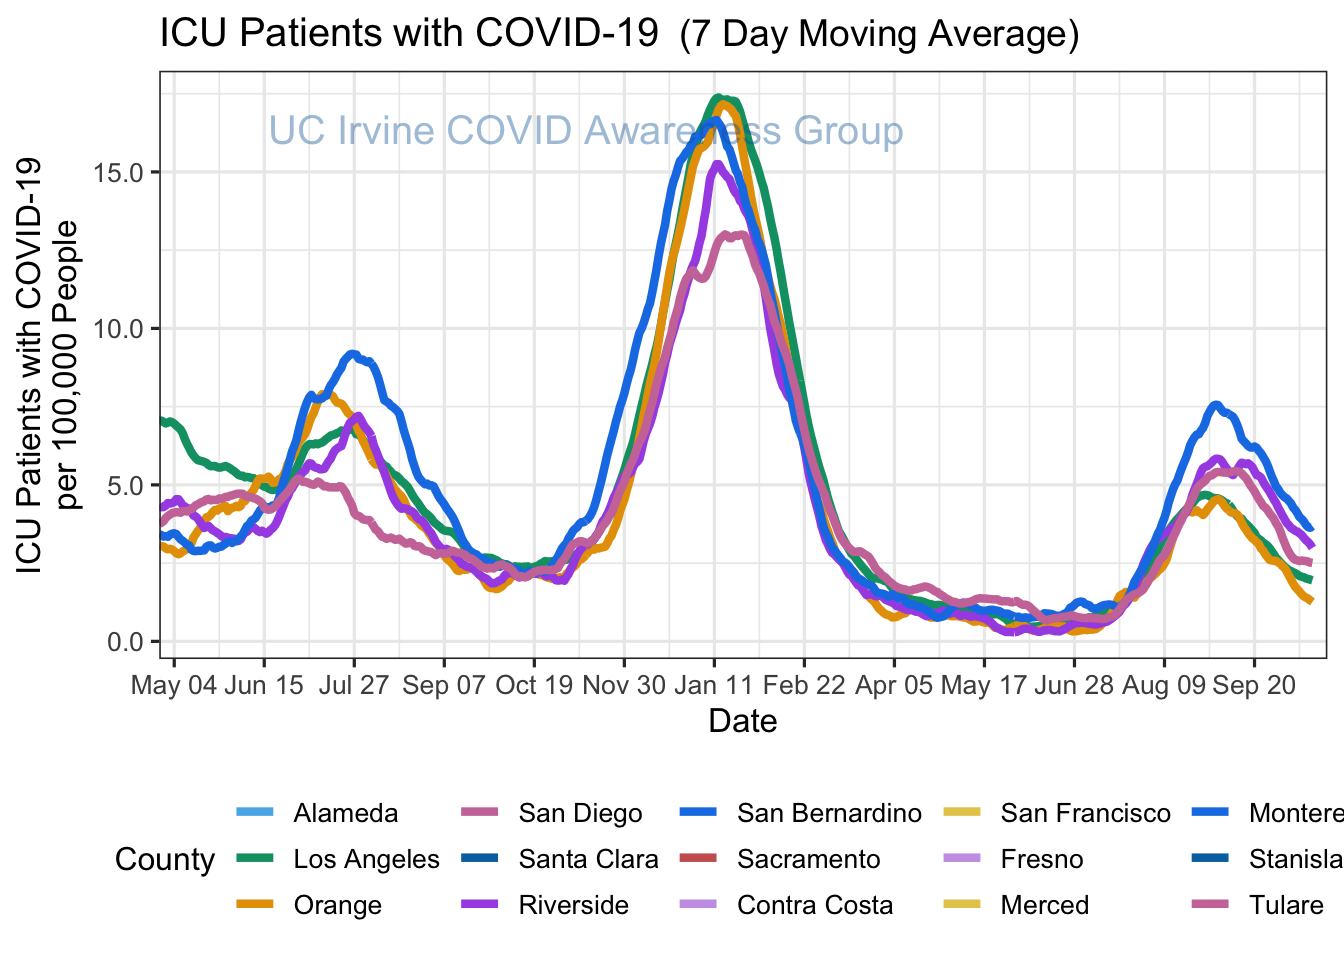 ICU Patients with COVID-19 (7 Day Moving Average)
UC Irvine COVID Awareness Group
ICU Patients with COVID-19
per 100,000 People
15.0
10.0
5.0
0.0
May 04 Jun 15 Jul 27 Sep 07 Oct 19 Nov 30 Jan 11 Feb 22 Apr 05 May 17 Jun 28 Aug 09 Sep 20
Date
County
Alameda San Diego San Bernardino San Francisco Montere
Los Angeles Santa Clara Sacramento Fresno Stanisla
Orange Riverside Contra Costa Merced Tulare